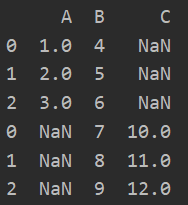 A  B     C
0  1.0  4   NaN
1  2.0  5   NaN
2  3.0  6   NaN
0  NaN  7  10.0
1  NaN  8  11.0
2  NaN  9  12.0